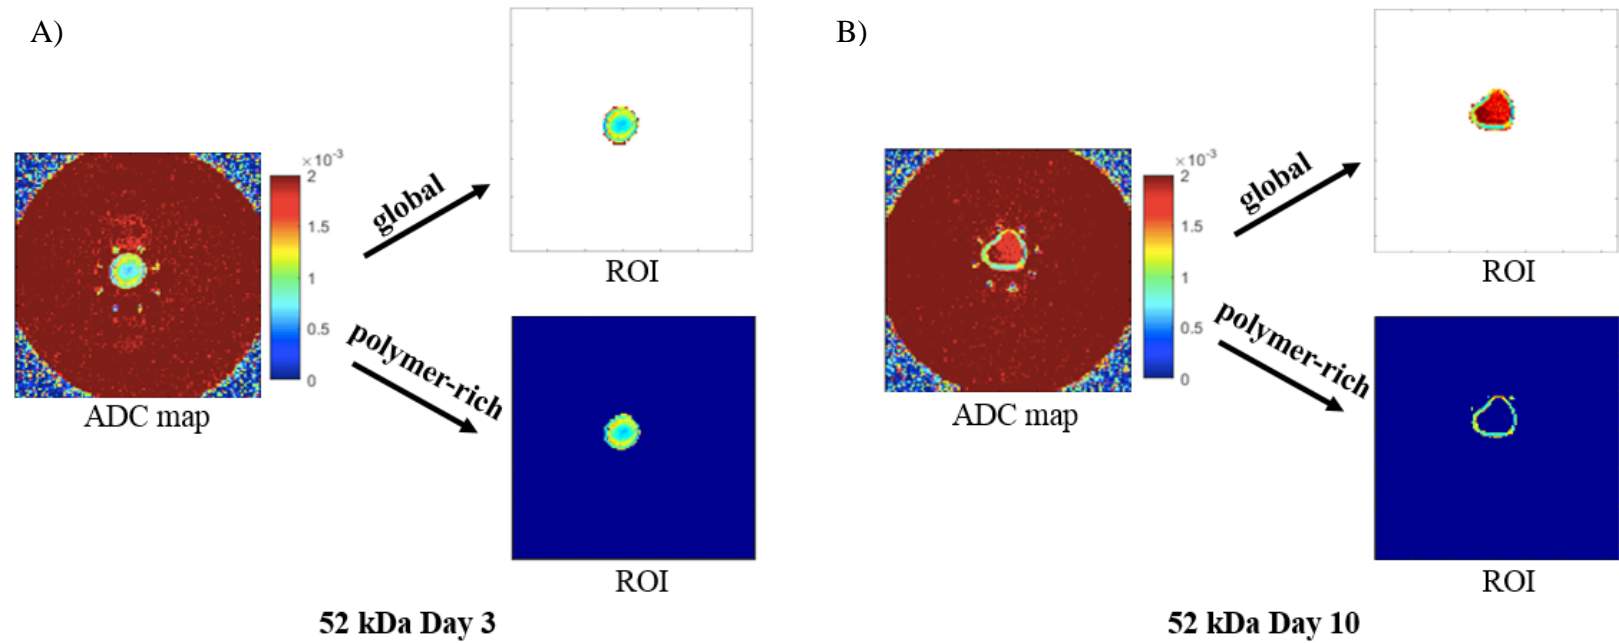 A)
global
ROI
×10⁻³
2
1.5
1
0.5
0
ADC map
polymer-rich
ROI
52 kDa Day 3
B)
global
ROI
×10⁻³
2
1.5
1
0.5
0
ADC map
polymer-rich
ROI
52 kDa Day 10